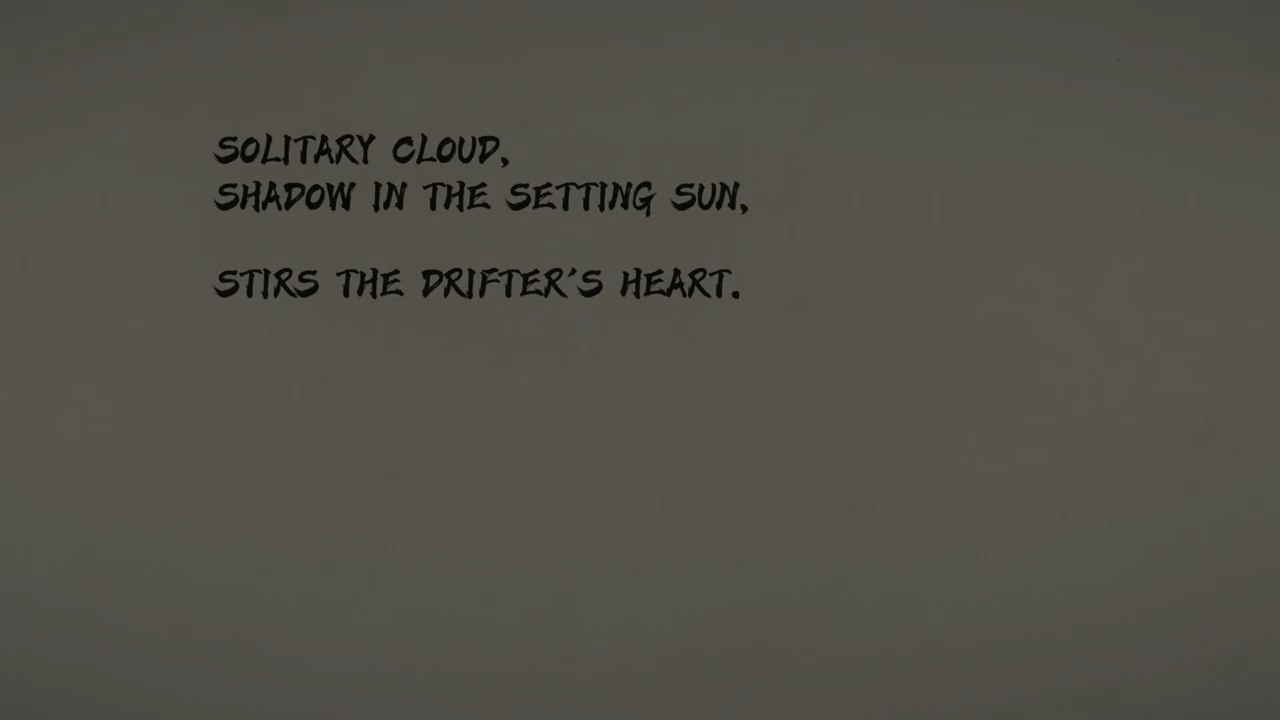 SOLITARY CLOUD,
SHADOW IN THE SETTING SUN,
STIRS THE DRIFTER'S HEART.